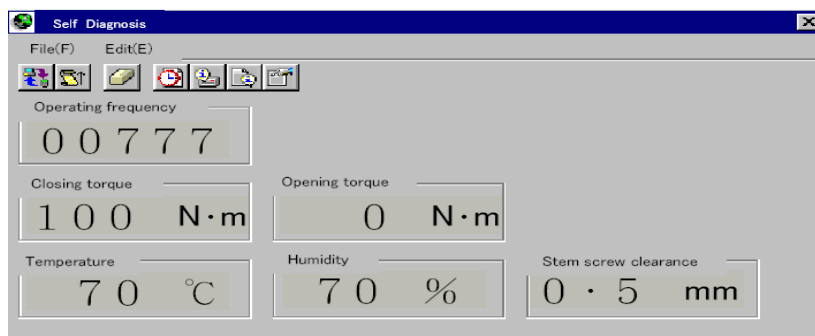 Self Diagnosis
File(F) Edit(E)
Operating frequency
00777
Closing torque Opening torque
100 N·m 0 N·m
Temperature Humidity Stem screw clearance
70 ℃ 70 % 0·5 mm